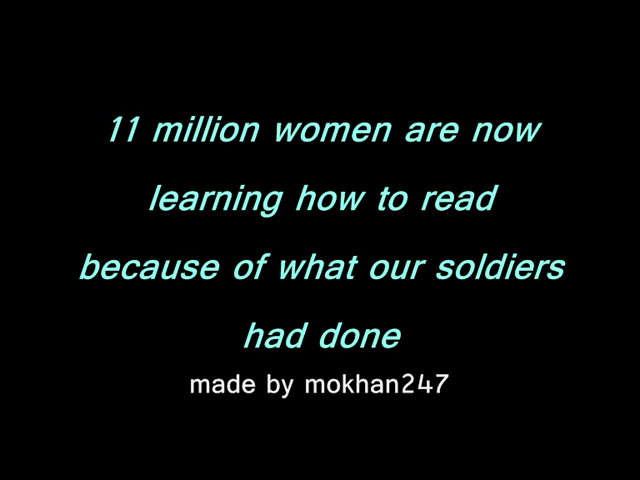 11 million women are now
learning how to read
because of what our soldiers
had done
made by mokhan247